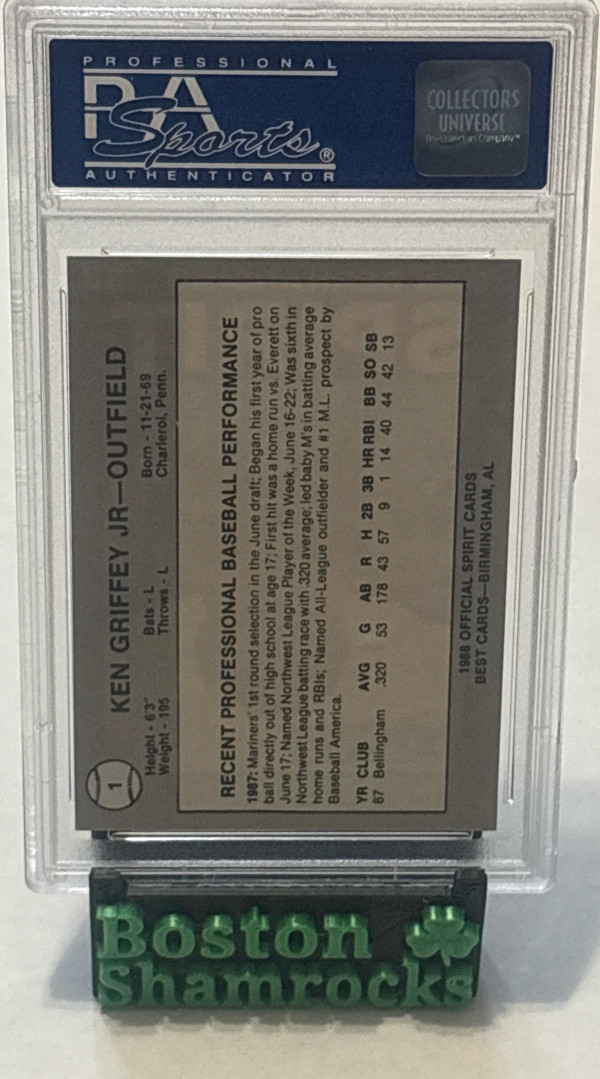 PROFESSIONAL
PSA
Sports®
AUTHENTICATOR
COLLECTORS
UNIVERSE
1
KEN GRIFFEY JR—OUTFIELD
Height - 6'3" Bats - L Born - 11-21-69
Weight - 195 Throws - L Charleroi, Penn.
RECENT PROFESSIONAL BASEBALL PERFORMANCE
1987: Mariners' 1st round selection in the June draft; Began his first year of pro
ball directly out of high school at age 17; First hit was a home run vs. Everett on
June 17; Named Northwest League Player of the Week, June 16-22; Was sixth in
Northwest League batting race with .320 average; led baby M's in batting average
home runs and RBIs; Named All-League outfielder and #1 M.L. prospect by
Baseball America.
YR CLUB AVG G AB R H 2B 3B HR RBI BB SO SB
87 Bellingham .320 53 178 43 57 9 1 14 40 44 42 13
1988 OFFICIAL SPIRIT CARDS
BEST CARDS—BIRMINGHAM, AL
Boston
Shamrocks